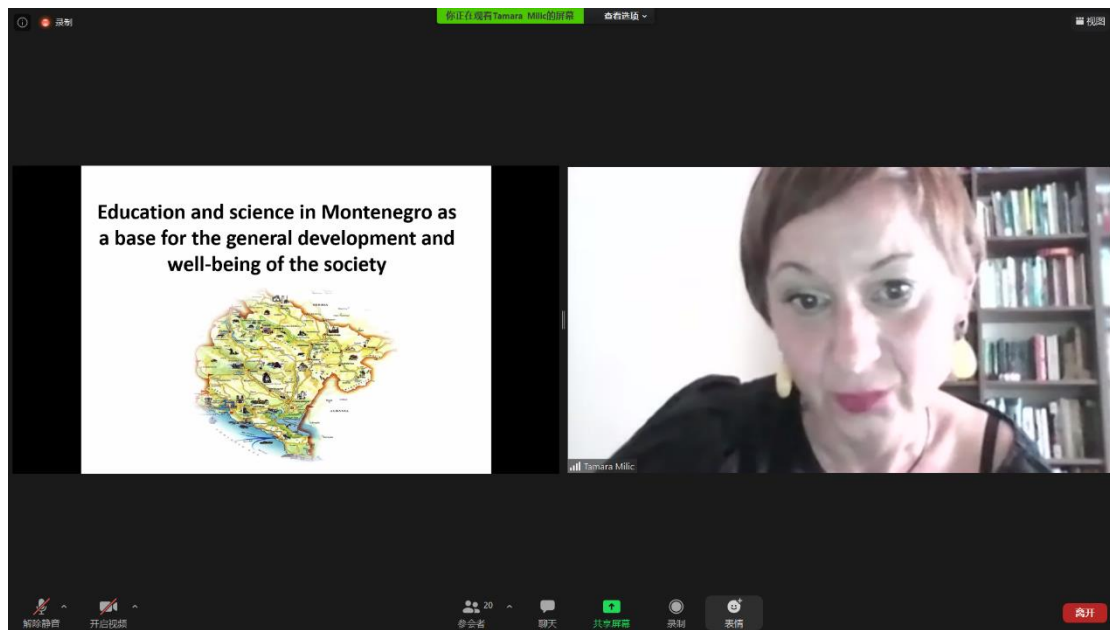 录制
你正在观看Tamara Milic的屏幕
查看选项
视图
Education and science in Montenegro as
a base for the general development and
well-being of the society
Tamara Milic
解除静音
开启视频
20
参会者
聊天
共享屏幕
录制
表情
离开